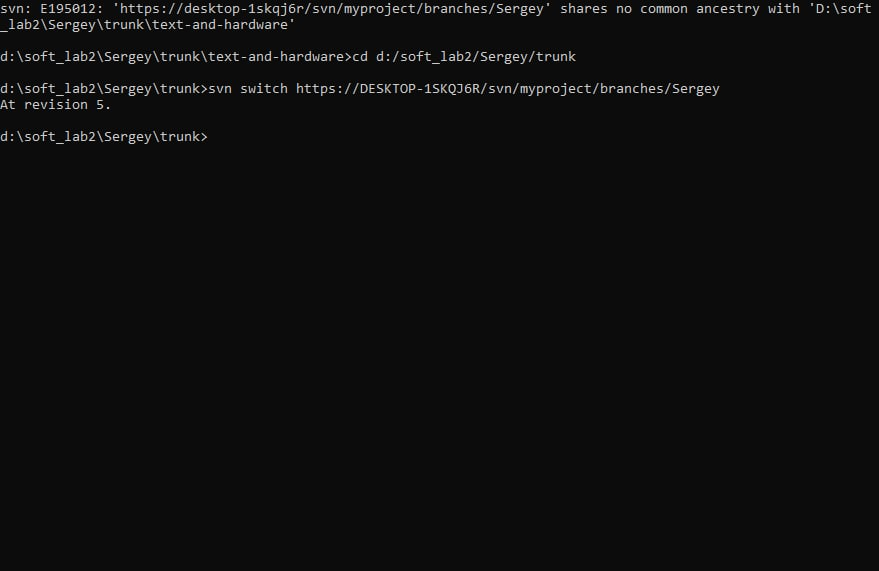 svn: E195012: 'https://desktop-1skqj6r/svn/myproject/branches/Sergey' shares no common ancestry with 'D:\soft
_lab2\Sergey\trunk\text-and-hardware'
d:\soft_lab2\Sergey\trunk\text-and-hardware>cd d:/soft_lab2/Sergey/trunk
d:\soft_lab2\Sergey\trunk>svn switch https://DESKTOP-1SKQJ6R/svn/myproject/branches/Sergey
At revision 5.
d:\soft_lab2\Sergey\trunk>